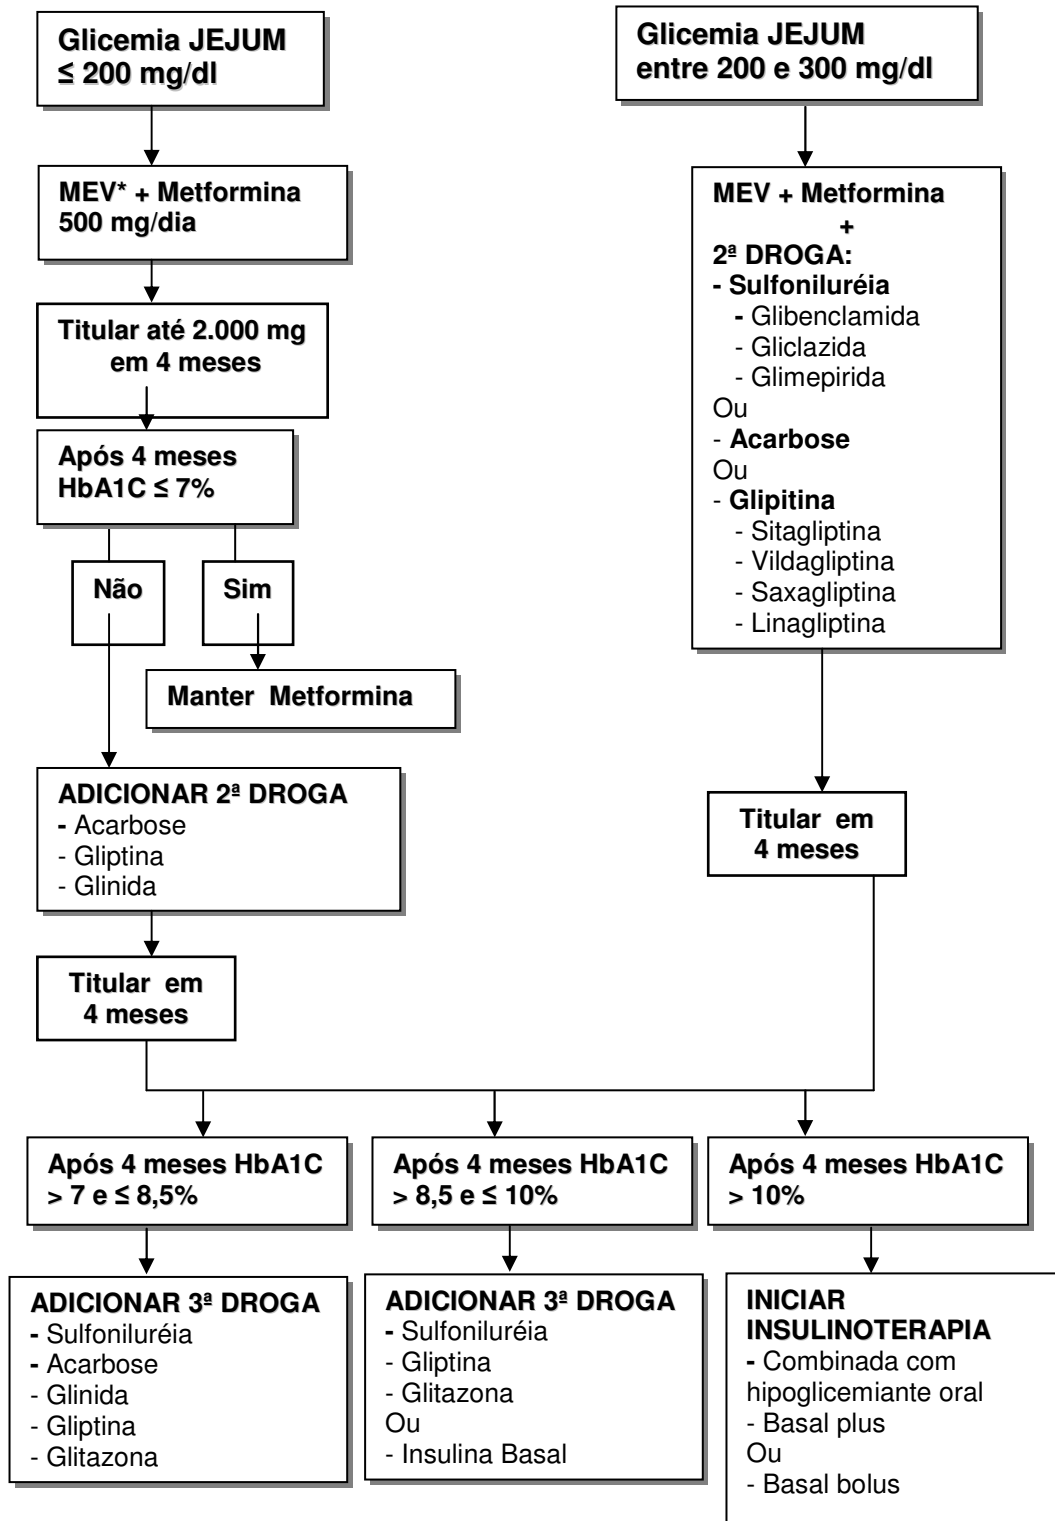 Glicemia JEJUM
≤ 200 mg/dl
Glicemia JEJUM
entre 200 e 300 mg/dl
MEV* + Metformina
500 mg/dia
Titular até 2.000 mg
em 4 meses
Após 4 meses
HbA1C ≤ 7%
Não
Sim
Manter Metformina
ADICIONAR 2ª DROGA
- Acarbose
- Gliptina
- Glinida
Titular em
4 meses
MEV + Metformina
+
2ª DROGA:
- Sulfoniluréia
- Glibenclamida
- Gliclazida
- Glimepirida
Ou
- Acarbose
Ou
- Glipitina
- Sitagliptina
- Vildagliptina
- Saxagliptina
- Linagliptina
Titular em
4 meses
Após 4 meses HbA1C
> 7 e ≤ 8,5%
Após 4 meses HbA1C
> 8,5 e ≤ 10%
Após 4 meses HbA1C
> 10%
ADICIONAR 3ª DROGA
- Sulfoniluréia
- Acarbose
- Glinida
- Gliptina
- Glitazona
ADICIONAR 3ª DROGA
- Sulfoniluréia
- Gliptina
- Glitazona
Ou
- Insulina Basal
INICIAR
INSULINOTERAPIA
- Combinada com
hipoglicemiante oral
- Basal plus
Ou
- Basal bolus